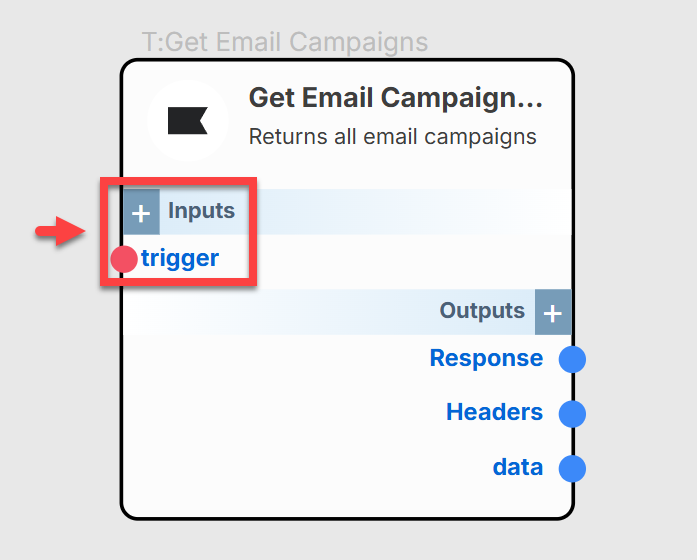 T:Get Email Campaigns
Get Email Campaign...
Returns all email campaigns
+ Inputs
trigger
Outputs +
Response
Headers
data